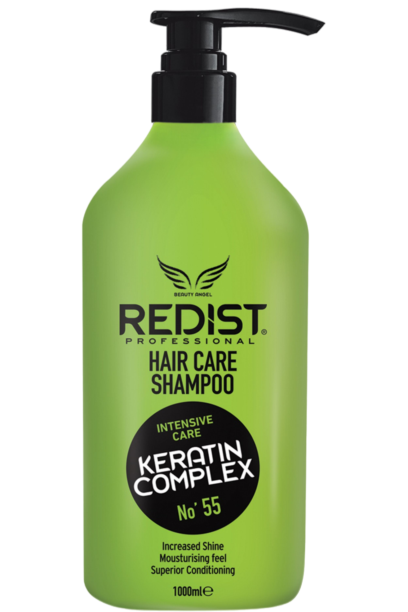 BEAUTY ANGEL
REDIST®
PROFESSIONAL
HAIR CARE
SHAMPOO
INTENSIVE
CARE
KERATIN
COMPLEX
No' 55
Increased Shine
Mousturising feel
Superior Conditioning
1000ml℮